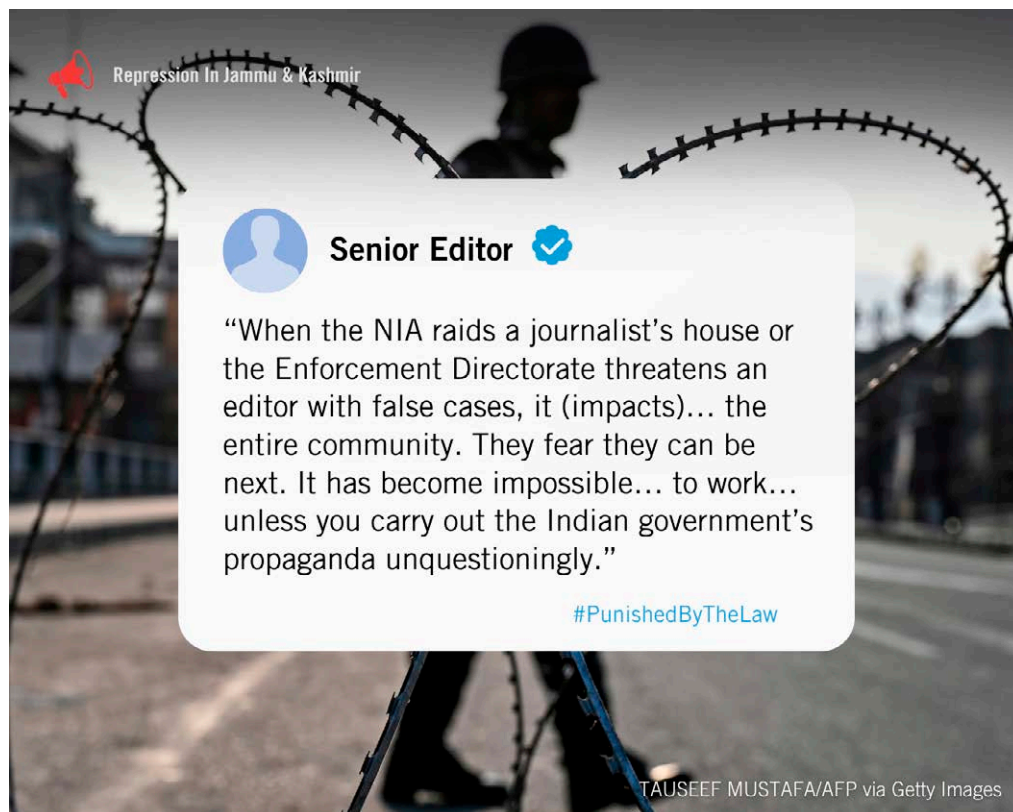 Repression In Jammu & Kashmir
Senior Editor
“When the NIA raids a journalist’s house or
the Enforcement Directorate threatens an
editor with false cases, it (impacts)... the
entire community. They fear they can be
next. It has become impossible... to work...
unless you carry out the Indian government’s
propaganda unquestioningly.”
#PunishedByTheLaw
TAUSEEF MUSTAFA/AFP via Getty Images